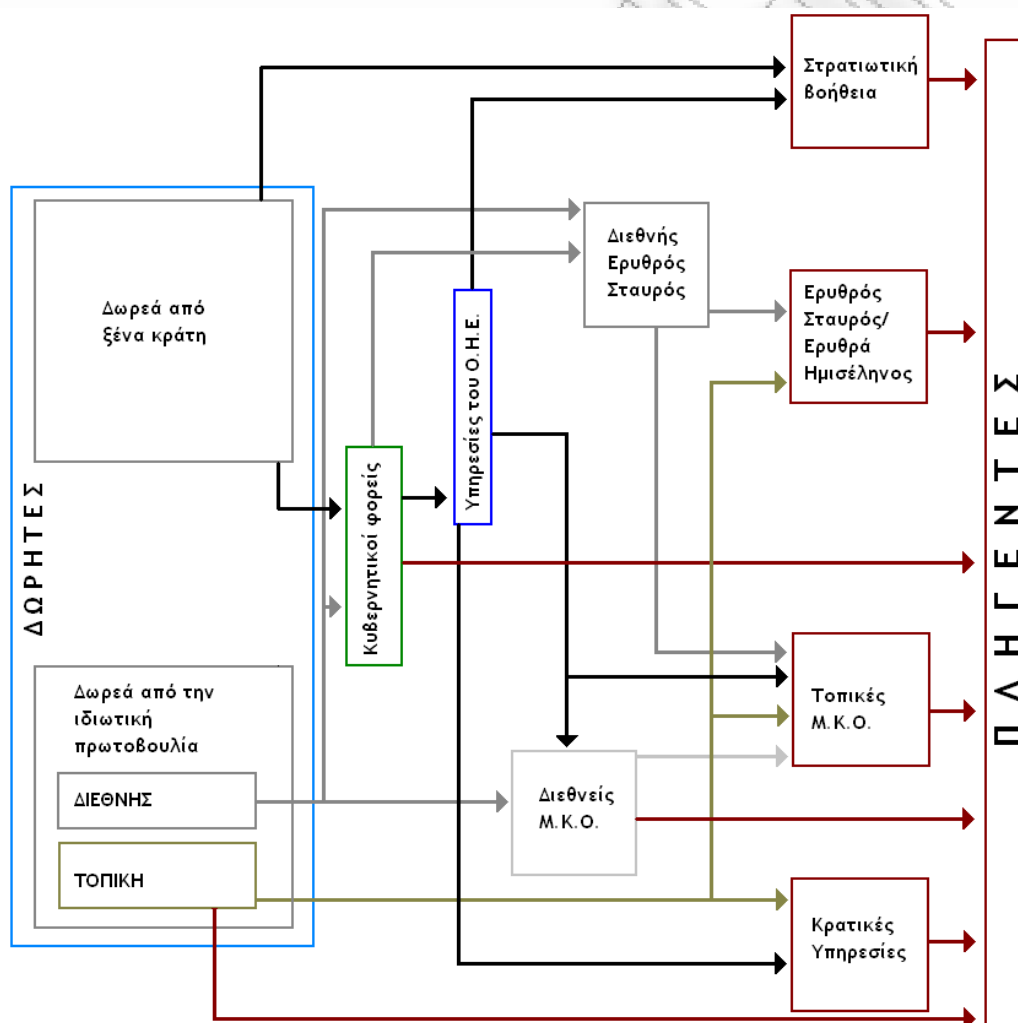 Στρατιωτική
βοήθεια
Διεθνής
Ερυθρός
Σταυρός
Δωρεά από
ξένα κράτη
Ερυθρός
Σταυρός/
Ερυθρά
Ημισέληνος
Υπηρεσίες του Ο.Η.Ε.
Κυβερνητικοί φορείς
ΔΩΡΗΤΕΣ
ΠΛΗΓΕΝΤΕΣ
Δωρεά από την
ιδιωτική
πρωτοβουλία
Τοπικές
Μ.Κ.Ο.
ΔΙΕΘΝΗΣ
Διεθνείς
Μ.Κ.Ο.
ΤΟΠΙΚΗ
Κρατικές
Υπηρεσίες